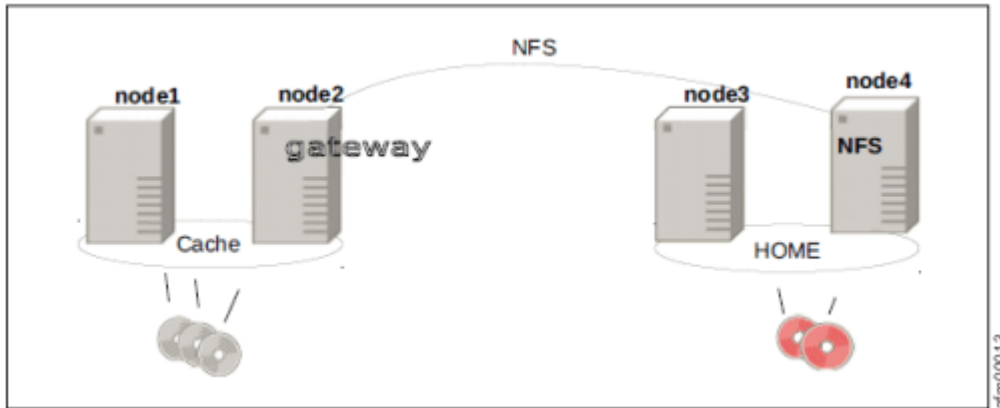 NFS
node1
node2
node3
node4
gateway
NFS
Cache
HOME